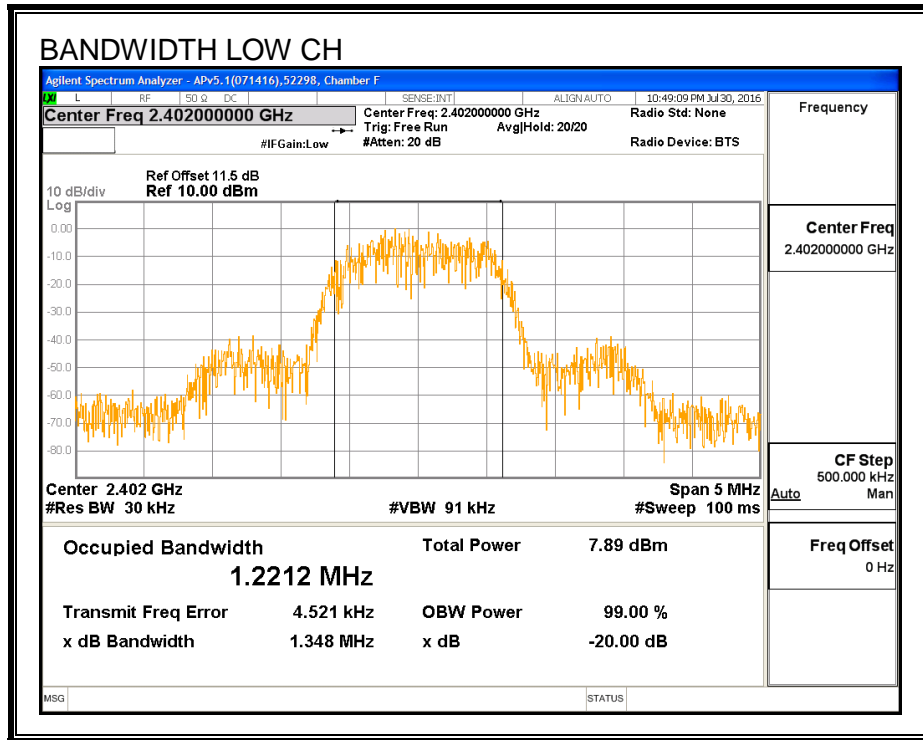 BANDWIDTH LOW CH
Agilent Spectrum Analyzer - APv5.1(071416),52298, Chamber F
LXI L RF 50 Ω DC SENSE:INT ALIGN AUTO 10:49:09 PM Jul 30, 2016
Center Freq 2.402000000 GHz
Center Freq: 2.402000000 GHz Radio Std: None
Trig: Free Run Avg|Hold: 20/20
#IFGain:Low #Atten: 20 dB Radio Device: BTS
Frequency
Ref Offset 11.5 dB
10 dB/div Ref 10.00 dBm
Log
0.00
-10.0
-20.0
-30.0
-40.0
-50.0
-60.0
-70.0
-80.0
Center Freq
2.402000000 GHz
Center 2.402 GHz Span 5 MHz
#Res BW 30 kHz #VBW 91 kHz #Sweep 100 ms
CF Step
500.000 kHz
Auto Man
Occupied Bandwidth Total Power 7.89 dBm
1.2212 MHz
Transmit Freq Error 4.521 kHz OBW Power 99.00 %
x dB Bandwidth 1.348 MHz x dB -20.00 dB
Freq Offset
0 Hz
MSG STATUS